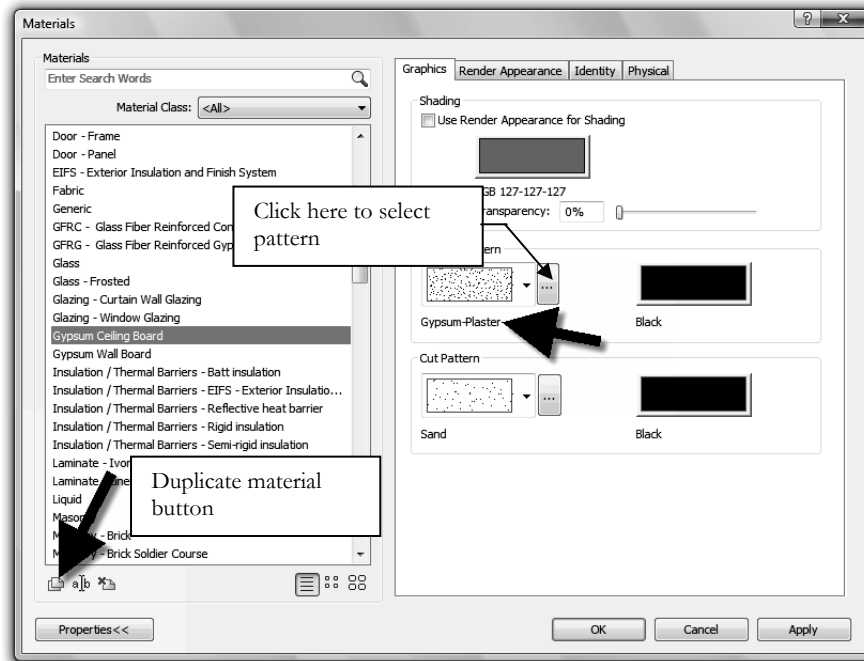 Materials
Materials
Enter Search Words
Material Class: <All>
Door - Frame
Door - Panel
EIFS - Exterior Insulation and Finish System
Fabric
Generic
GFRC - Glass Fiber Reinforced Con
GFRG - Glass Fiber Reinforced Gyp
Glass
Glass - Frosted
Glazing - Curtain Wall Glazing
Glazing - Window Glazing
Gypsum Ceiling Board
Gypsum Wall Board
Insulation / Thermal Barriers - Batt insulation
Insulation / Thermal Barriers - EIFS - Exterior Insulatio...
Insulation / Thermal Barriers - Reflective heat barrier
Insulation / Thermal Barriers - Rigid insulation
Insulation / Thermal Barriers - Semi-rigid insulation
Laminate - Ivor
Laminate
Liquid
Mason
- Brick
- Brick Soldier Course
Duplicate material
button
Properties<<
Graphics Render Appearance Identity Physical
Shading
Use Render Appearance for Shading
GB 127-127-127
ransparency: 0%
Click here to select
pattern
ern
Gypsum-Plaster
Black
Cut Pattern
Sand
Black
OK Cancel Apply